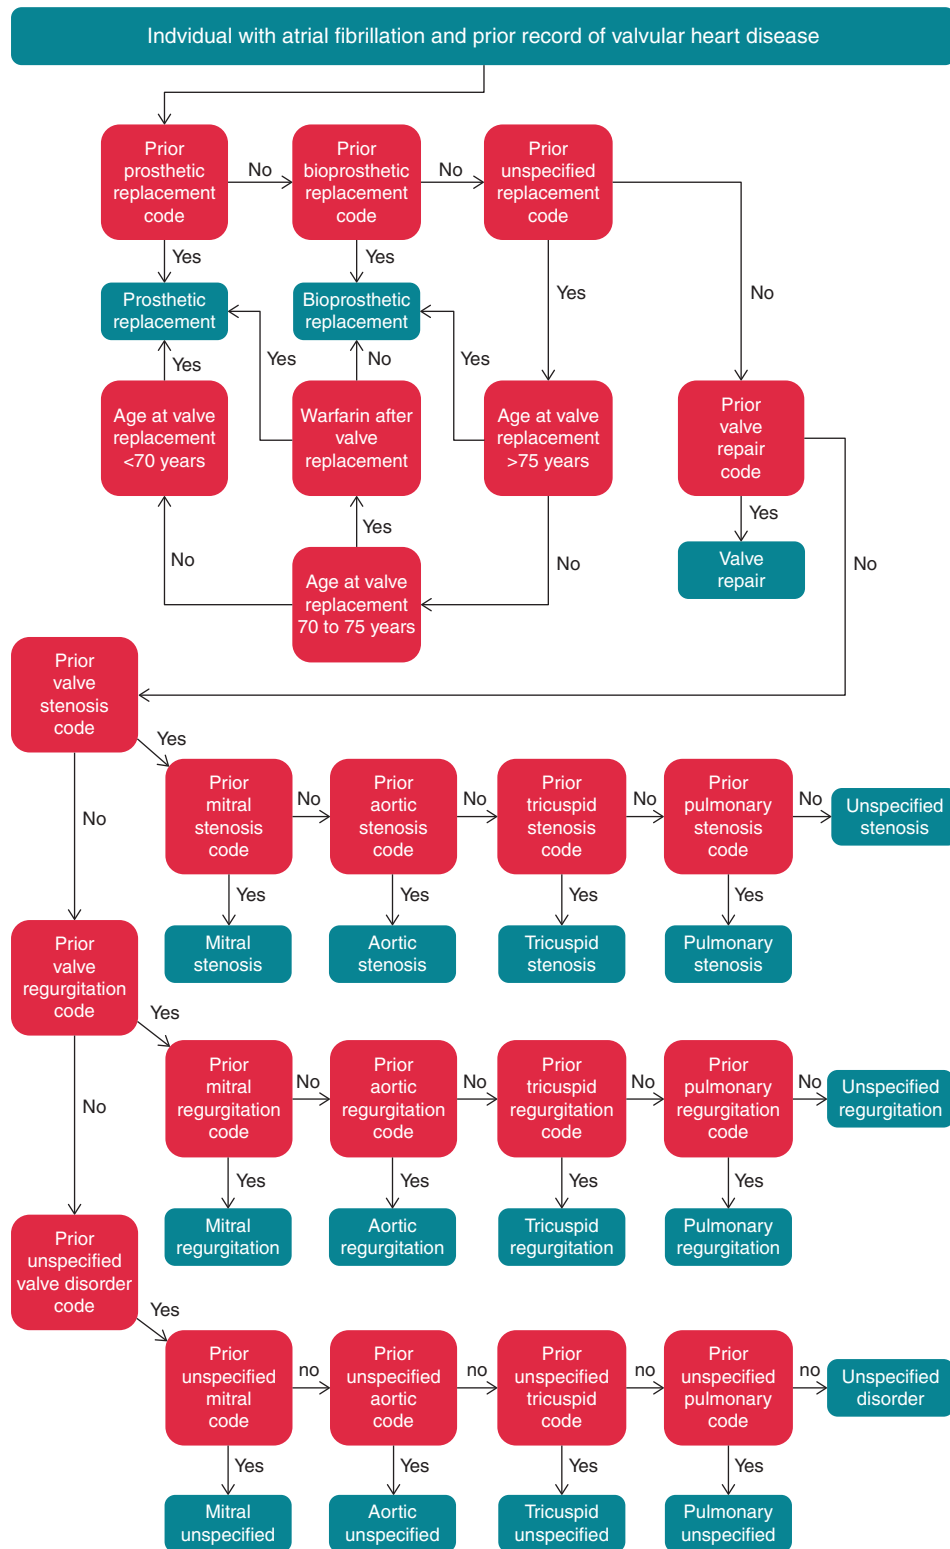 Indvidual with atrial fibrillation and prior record of valvular heart disease
Prior
prosthetic
replacement
code
No
Prior
bioprosthetic
replacement
code
No
Prior
unspecified
replacement
code
Yes
Yes
Yes
No
Prosthetic
replacement
Bioprosthetic
replacement
Yes
Yes
No
Yes
Age at valve
replacement
<70 years
Warfarin after
valve
replacement
Age at valve
replacement
>75 years
Prior
valve
repair
code
No
Yes
No
Yes
No
Age at valve
replacement
70 to 75 years
Valve
repair
Prior
valve
stenosis
code
Yes
No
Prior
mitral
stenosis
code
No
Prior
aortic
stenosis
code
No
Prior
tricuspid
stenosis
code
No
Prior
pulmonary
stenosis
code
No
Unspecified
stenosis
Yes
Yes
Yes
Yes
Mitral
stenosis
Aortic
stenosis
Tricuspid
stenosis
Pulmonary
stenosis
Prior
valve
regurgitation
code
Yes
No
Prior
mitral
regurgitation
code
No
Prior
aortic
regurgitation
code
No
Prior
tricuspid
regurgitation
code
No
Prior
pulmonary
regurgitation
code
No
Unspecified
regurgitation
Yes
Yes
Yes
Yes
Mitral
regurgitation
Aortic
regurgitation
Tricuspid
regurgitation
Pulmonary
regurgitation
Prior
unspecified
valve disorder
code
Yes
Prior
unspecified
mitral
code
no
Prior
unspecified
aortic
code
no
Prior
unspecified
tricuspid
code
no
Prior
unspecified
pulmonary
code
no
Unspecified
disorder
Yes
Yes
Yes
Yes
Mitral
unspecified
Aortic
unspecified
Tricuspid
unspecified
Pulmonary
unspecified